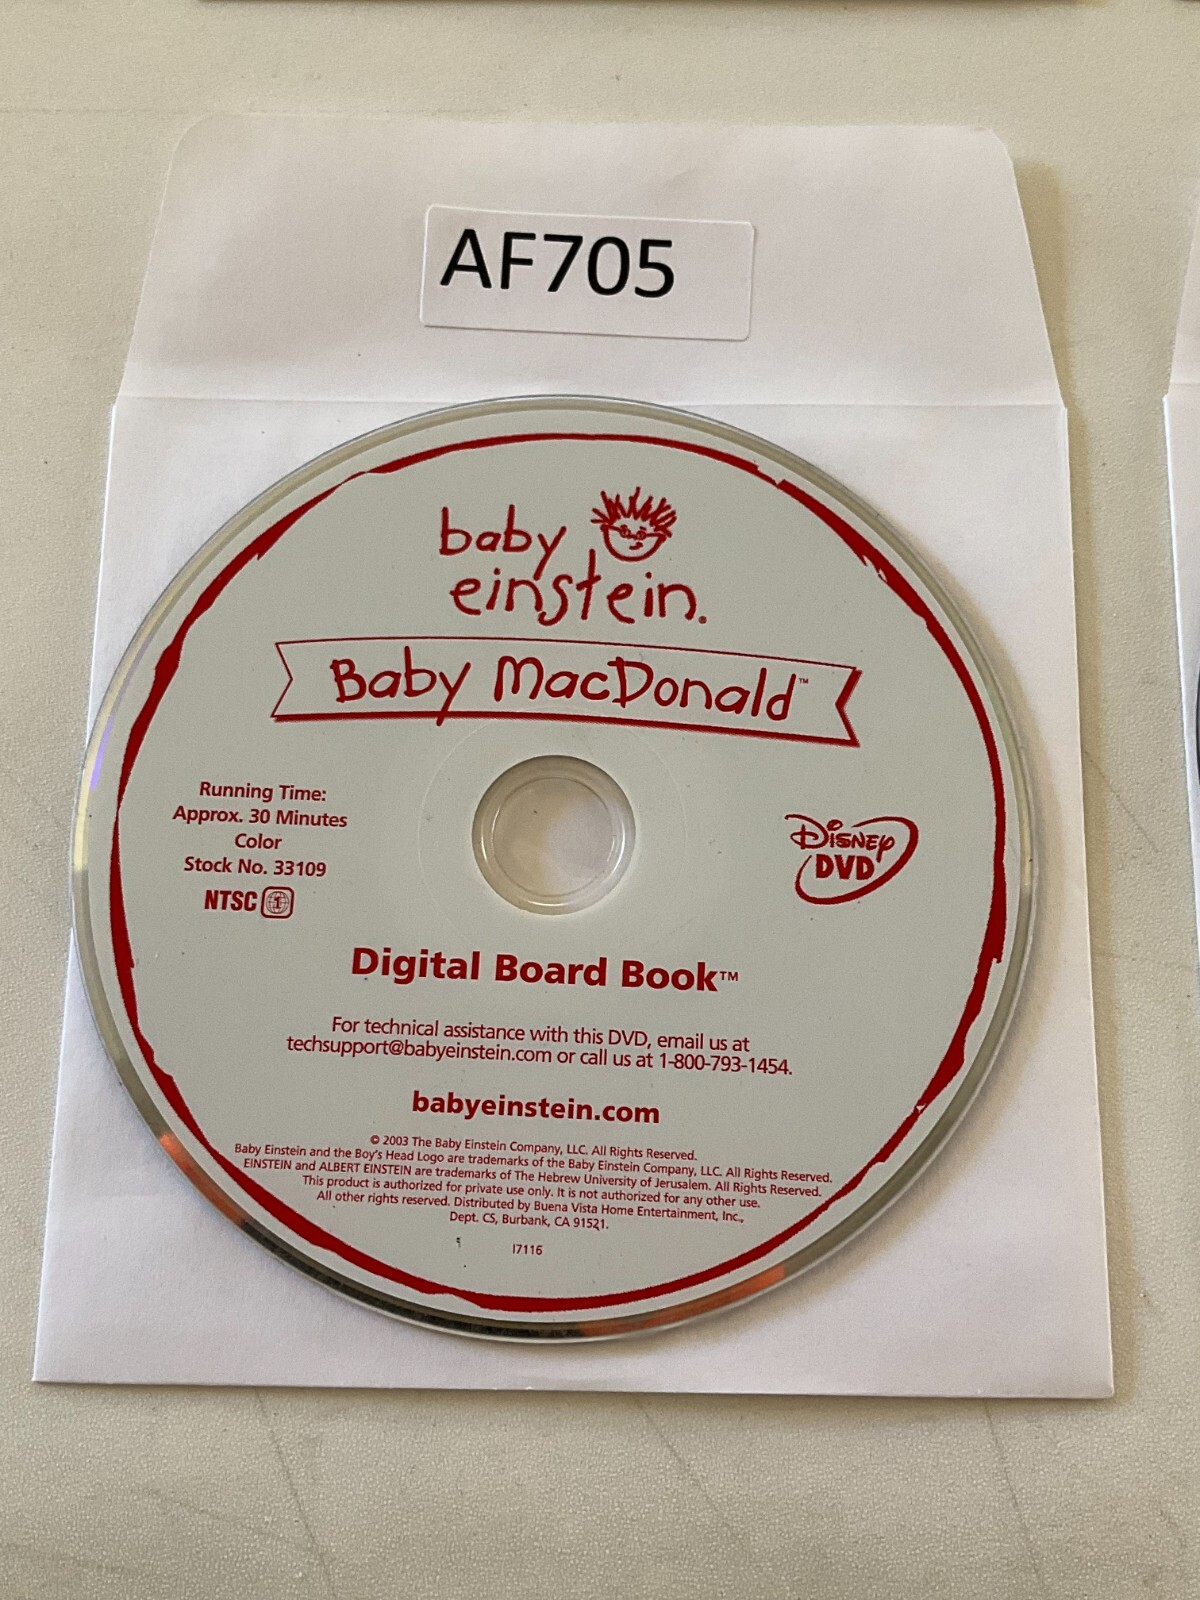 AF705
baby
einstein.
Baby MacDonald™
Running Time:
Approx. 30 Minutes
Color
Stock No. 33109
NTSC 1
Disney
DVD
Digital Board Book™
For technical assistance with this DVD, email us at
techsupport@babyeinstein.com or call us at 1-800-793-1454.
babyeinstein.com
© 2003 The Baby Einstein Company, LLC. All Rights Reserved.
Baby Einstein and the Boy's Head Logo are trademarks of the Baby Einstein Company, LLC. All Rights Reserved.
EINSTEIN and ALBERT EINSTEIN are trademarks of The Hebrew University of Jerusalem. All Rights Reserved.
This product is authorized for private use only. It is not authorized for any other use.
All other rights reserved. Distributed by Buena Vista Home Entertainment, Inc.,
Dept. CS, Burbank, CA 91521.
I7116